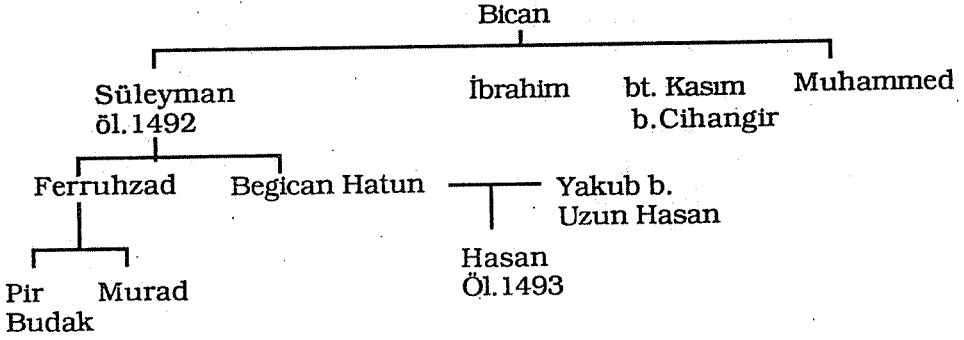 Bican
Süleyman
öl.1492
İbrahim
bt. Kasım
b.Cihangir
Muhammed
Ferruhzad
Begican Hatun
Yakub b.
Uzun Hasan
Hasan
Öl.1493
Pir
Budak
Murad